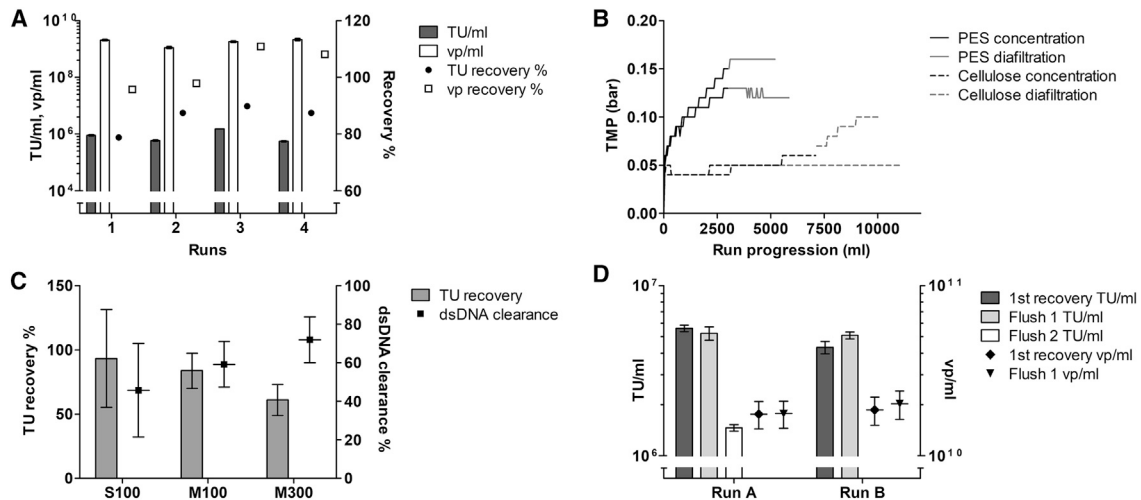 A
10^10
10^8
10^6
10^4
TU/ml, vp/ml
120
100
80
60
Recovery %
1 2 3 4
Runs
TU/ml
vp/ml
TU recovery %
vp recovery %
B
0.20
0.15
0.10
0.05
0.00
TMP (bar)
0 2500 5000 7500 10000
Run progression (ml)
PES concentration
PES diafiltration
Cellulose concentration
Cellulose diafiltration
C
150
100
50
0
TU recovery %
100
80
60
40
20
0
dsDNA
clearance %
S100 M100 M300
TU recovery
dsDNA clearance
D
10^7
10^6
TU/ml
10^11
10^10
vp/ml
Run A Run B
1st recovery TU/ml
Flush 1 TU/ml
Flush 2 TU/ml
1st recovery vp/ml
Flush 1 vp/ml